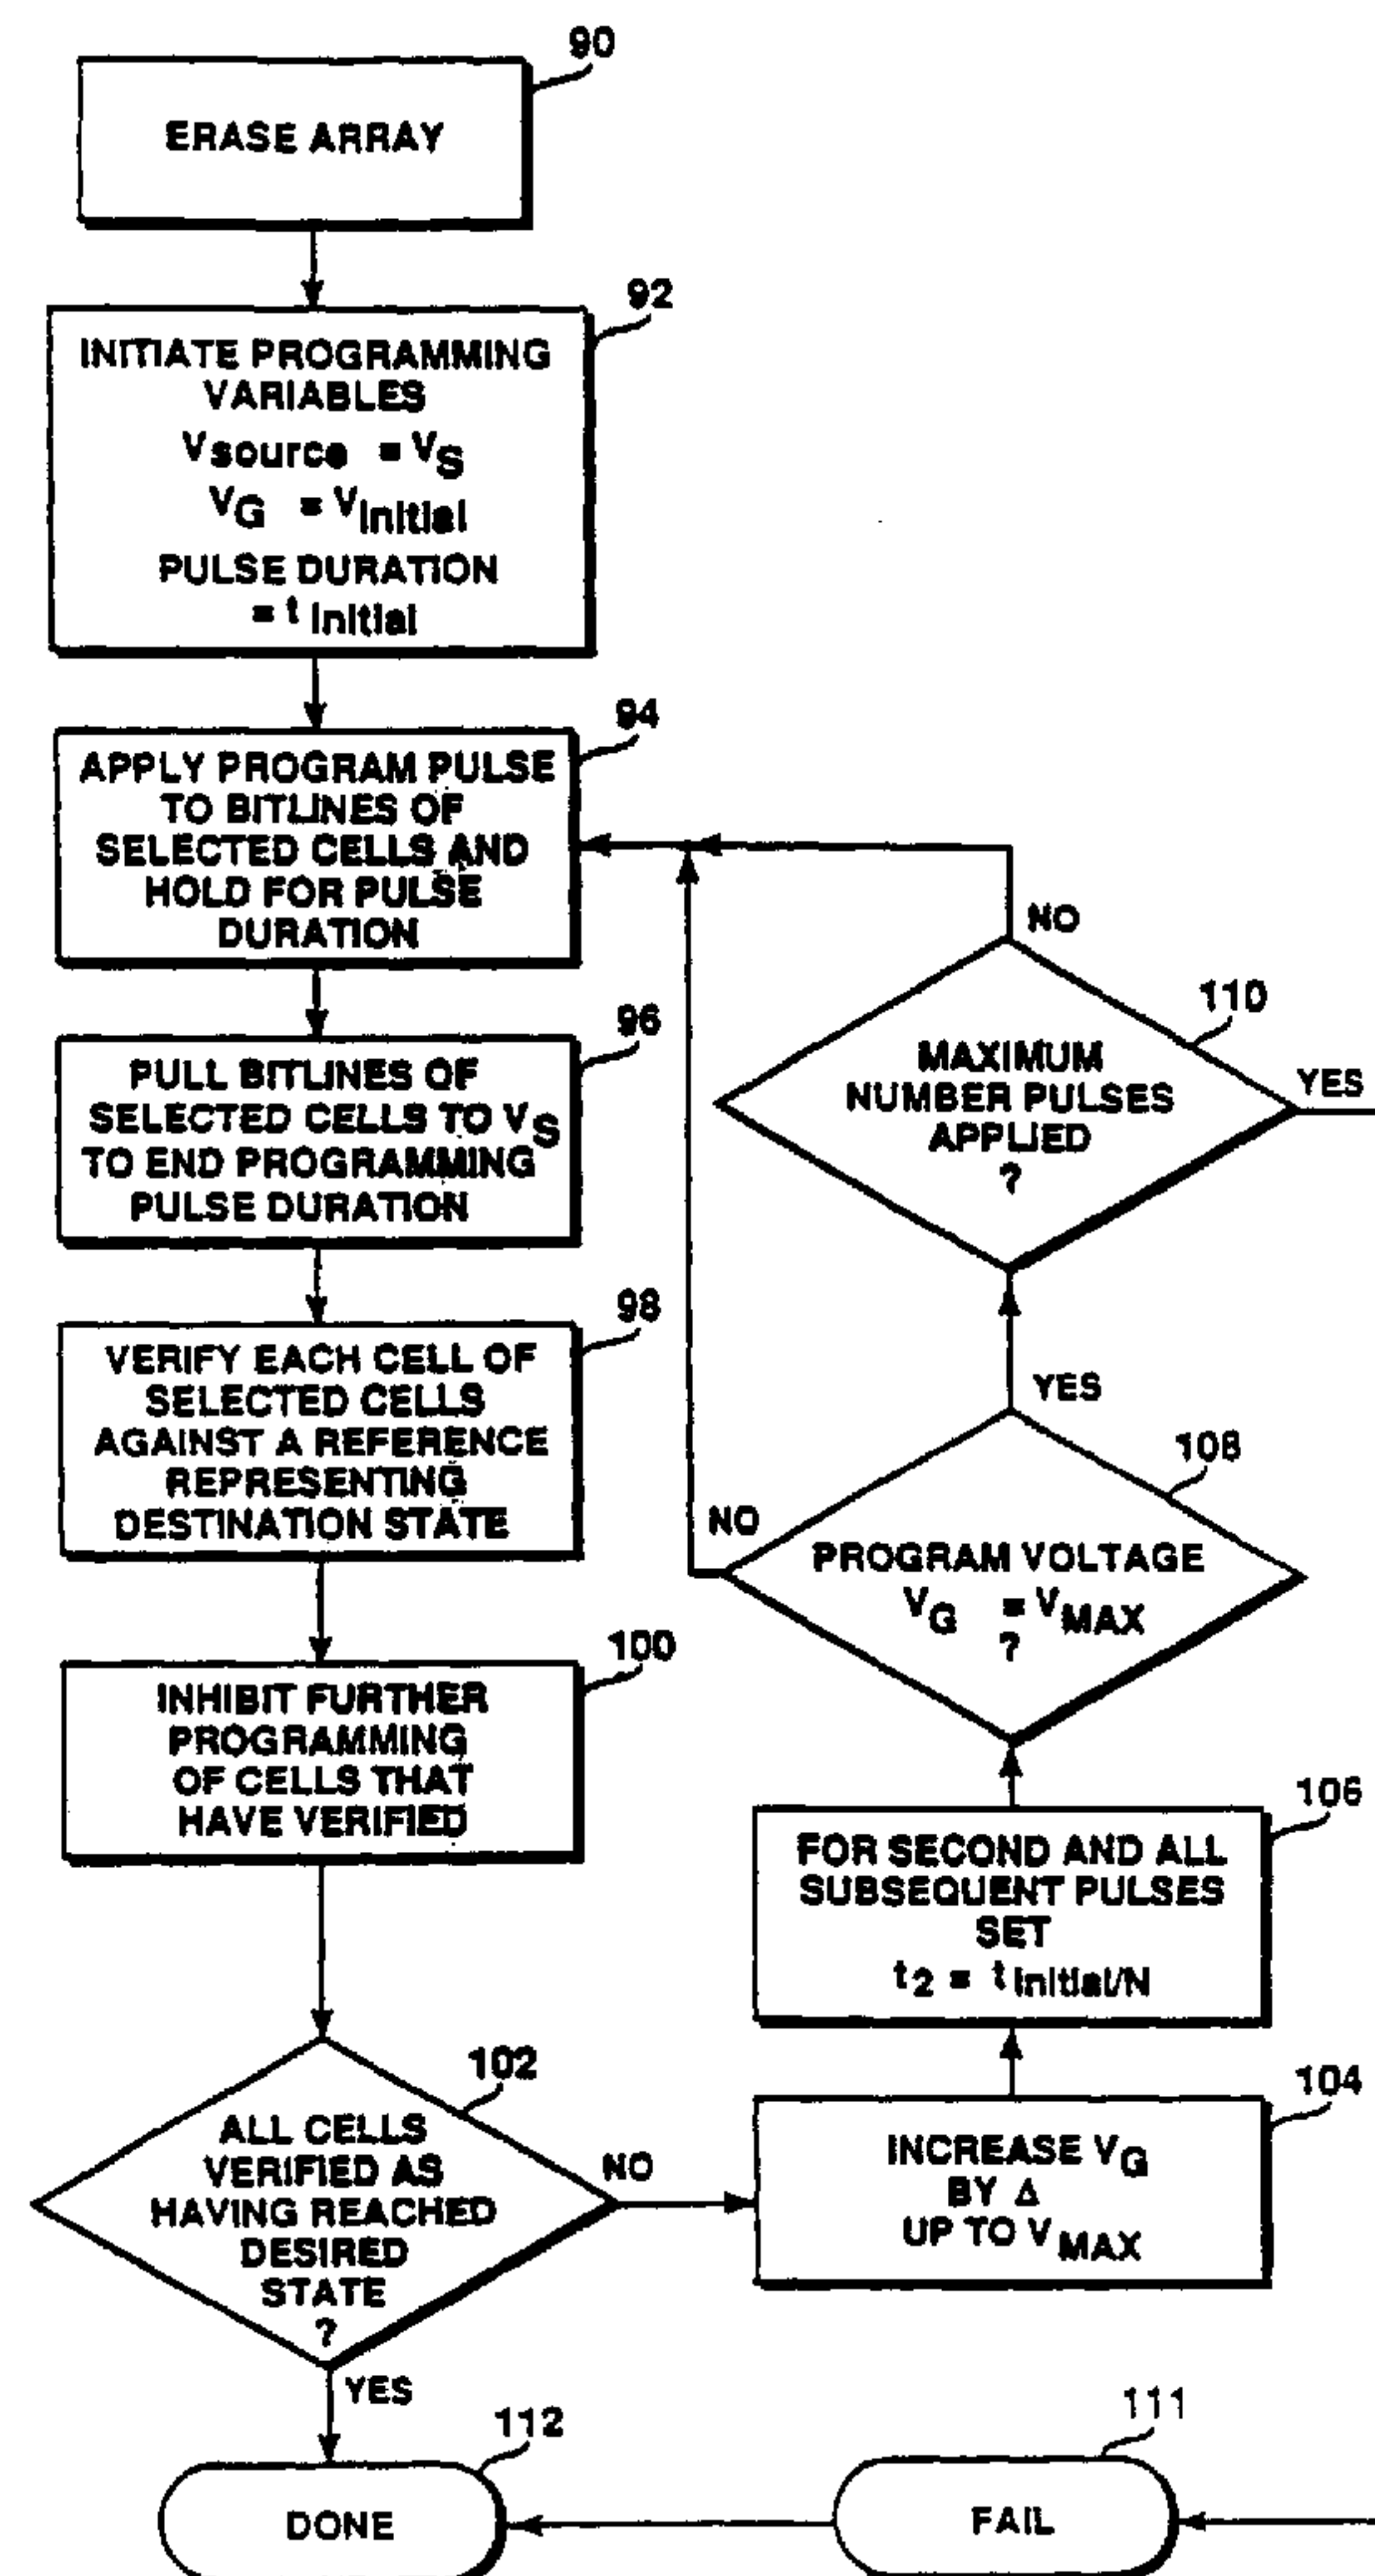 90
ERASE ARRAY
92
INITIATE PROGRAMMING
VARIABLES
Vsource = VS
VG = VInitial
PULSE DURATION
= t Initial
94
APPLY PROGRAM PULSE
TO BITLINES OF
SELECTED CELLS AND
HOLD FOR PULSE
DURATION
96
PULL BITLINES OF
SELECTED CELLS TO VS
TO END PROGRAMMING
PULSE DURATION
98
VERIFY EACH CELL OF
SELECTED CELLS
AGAINST A REFERENCE
REPRESENTING
DESTINATION STATE
100
INHIBIT FURTHER
PROGRAMMING
OF CELLS THAT
HAVE VERIFIED
102
ALL CELLS
VERIFIED AS
HAVING REACHED
DESIRED
STATE
?
NO
YES
104
INCREASE VG
BY Δ
UP TO VMAX
106
FOR SECOND AND ALL
SUBSEQUENT PULSES
SET
t2 = t Initial/N
108
PROGRAM VOLTAGE
VG = VMAX
?
NO
YES
110
MAXIMUM
NUMBER PULSES
APPLIED
?
NO
YES
111
FAIL
112
DONE